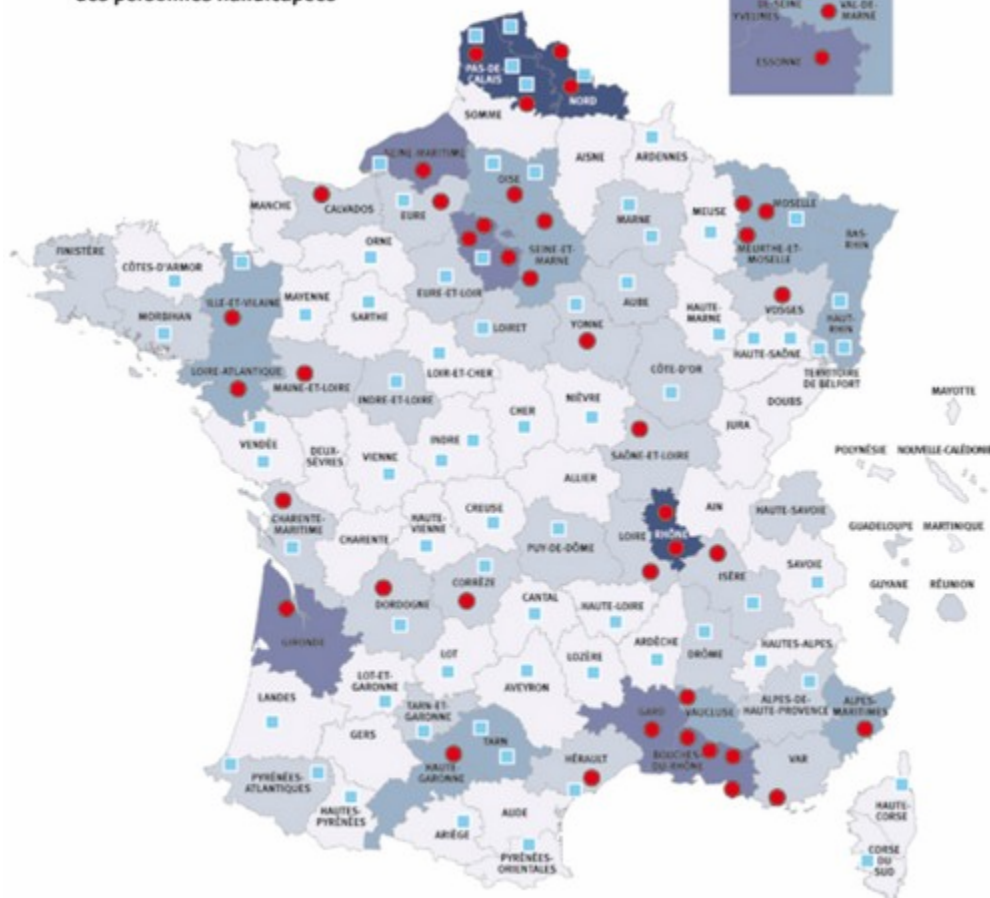 des personnes handicapées
DE-SEINE
YVELINES
VAL-DE-
MARNE
ESSONNE
PAS-DE-
CALAIS
NORD
SOMME
SEINE-MARITIME
AISNE
ARDENNES
OISE
MANCHE
CALVADOS
EURE
MARNE
MEUSE
MOSELLE
BAS-
RHIN
MEURTHE-ET-
MOSELLE
SEINE-ET-
MARNE
ORNE
FINISTÈRE
CÔTES-D'ARMOR
ILLE-ET-VILAINE
MAYENNE
EURE-ET-LOIR
AUBE
HAUTE-
MARNE
VOSGES
HAUT-
RHIN
MORBIHAN
SARTHE
LOIRET
YONNE
HAUTE-SAÔNE
TERRITOIRE
DE BELFORT
LOIRE-ATLANTIQUE
MAINE-ET-LOIRE
LOIR-ET-CHER
INDRE-ET-LOIRE
CÔTE-D'OR
DOUBS
MAYOTTE
CHER
NIÈVRE
JURA
VENDÉE
DEUX-
SÈVRES
VIENNE
INDRE
SAÔNE-ET-LOIRE
POLYNÉSIE
NOUVELLE-CALÉDONIE
ALLIER
CHARENTE-
MARITIME
CHARENTE
HAUTE-
VIENNE
CREUSE
PUY-DE-DÔME
LOIRE
RHÔNE
AIN
HAUTE-SAVOIE
GUADELOUPE
MARTINIQUE
SAVOIE
ISÈRE
GUYANE
RÉUNION
DORDOGNE
CORRÈZE
CANTAL
HAUTE-LOIRE
GIRONDE
LOT
LOZÈRE
ARDÈCHE
DRÔME
HAUTES-ALPES
LOT-ET-
GARONNE
AVEYRON
LANDES
TARN-ET-
GARONNE
GARD
VAUCLUSE
ALPES-DE-
HAUTE-PROVENCE
ALPES-
MARITIMES
GERS
TARN
HAUTE-
GARONNE
HÉRAULT
BOUCHES-
DU-RHÔNE
VAR
PYRÉNÉES-
ATLANTIQUES
HAUTES-
PYRÉNÉES
ARIÈGE
AUDE
PYRÉNÉES-
ORIENTALES
HAUTE-
CORSE
CORSE
DU
SUD